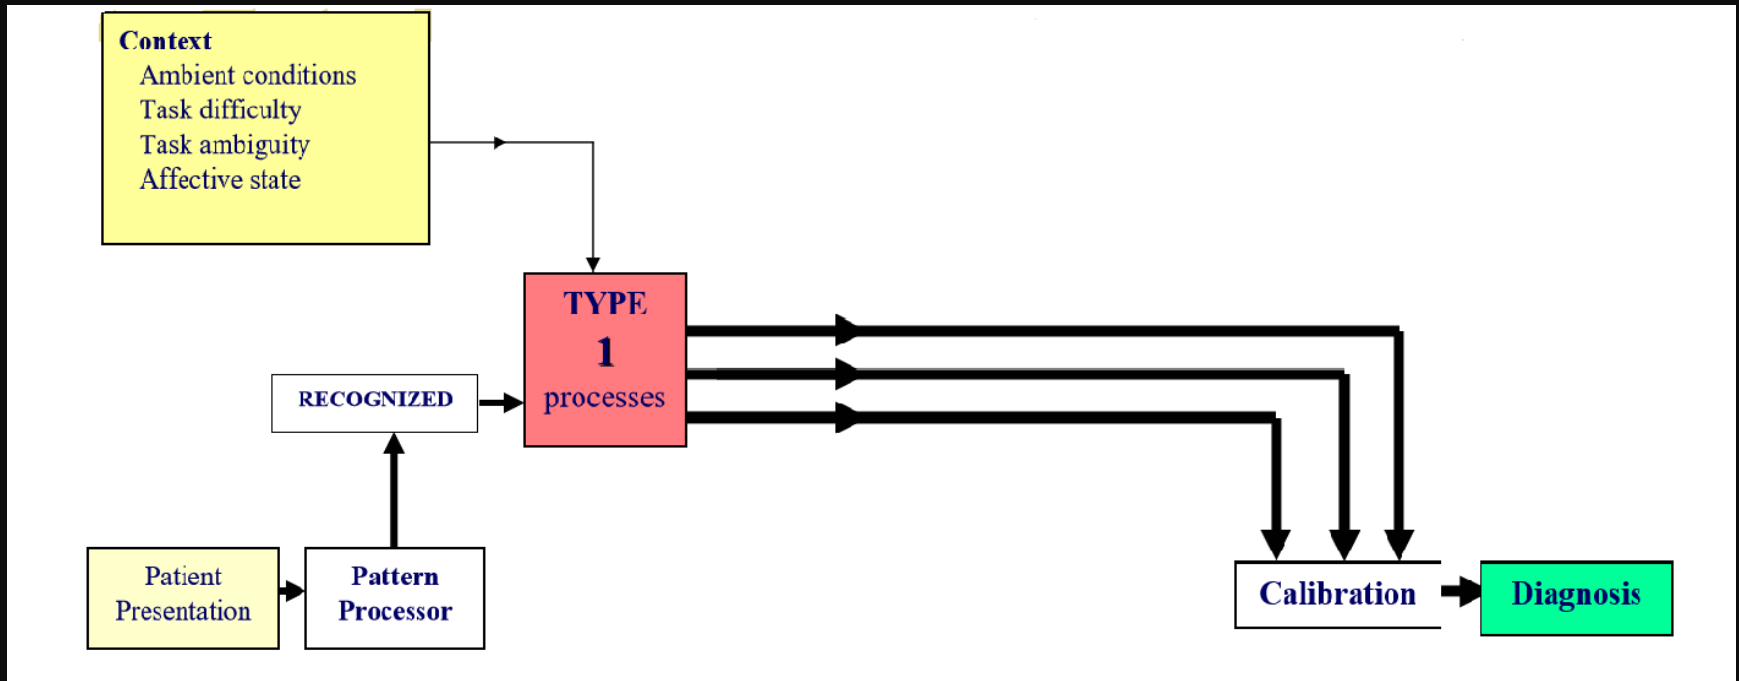 Context
Ambient conditions
Task difficulty
Task ambiguity
Affective state
TYPE
1
processes
RECOGNIZED
Patient
Presentation
Pattern
Processor
Calibration
Diagnosis